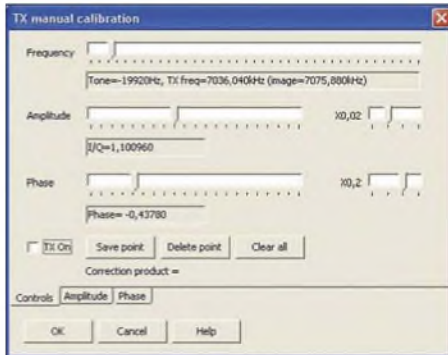 TX manual calibration
Frequency
Tone=-19920Hz, TX freq=7036,040kHz (image=7075,880kHz)
Amplitude X0,02
I/Q=1,100960
Phase X0,2
Phase= -0,43780
TX On Save point Delete point Clear all
Correction product =
Controls Amplitude Phase
OK Cancel Help